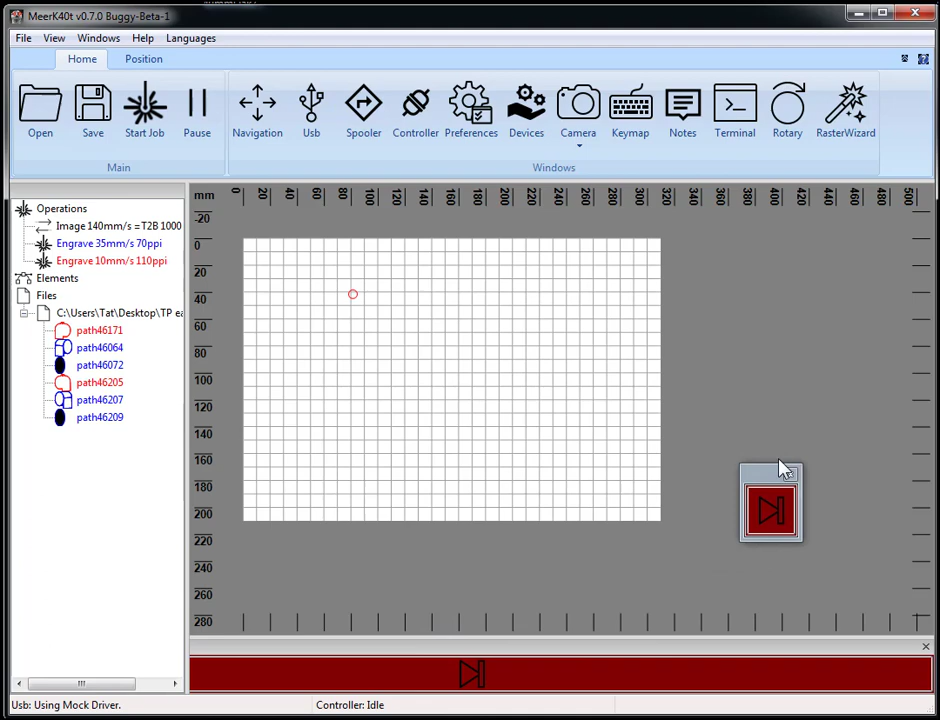 MeerK40t v0.7.0 Buggy-Beta-1
File View Windows Help Languages
Home Position
Open Save Start Job Pause Navigation Usb Spooler Controller Preferences Devices Camera Keymap Notes Terminal Rotary RasterWizard
Main Windows
mm 0 20 40 60 80 100 120 140 160 180 200 220 240 260 280 300 320 340 360 380 400 420 440 460 480 500
-20
0
20
40
60
80
100
120
140
160
180
200
220
240
260
280
Operations
Image 140mm/s =T2B 1000
Engrave 35mm/s 70ppi
Engrave 10mm/s 110ppi
Elements
Files
C:\Users\Tat\Desktop\TP ea
path46171
path46064
path46072
path46205
path46207
path46209
Usb: Using Mock Driver. Controller: Idle